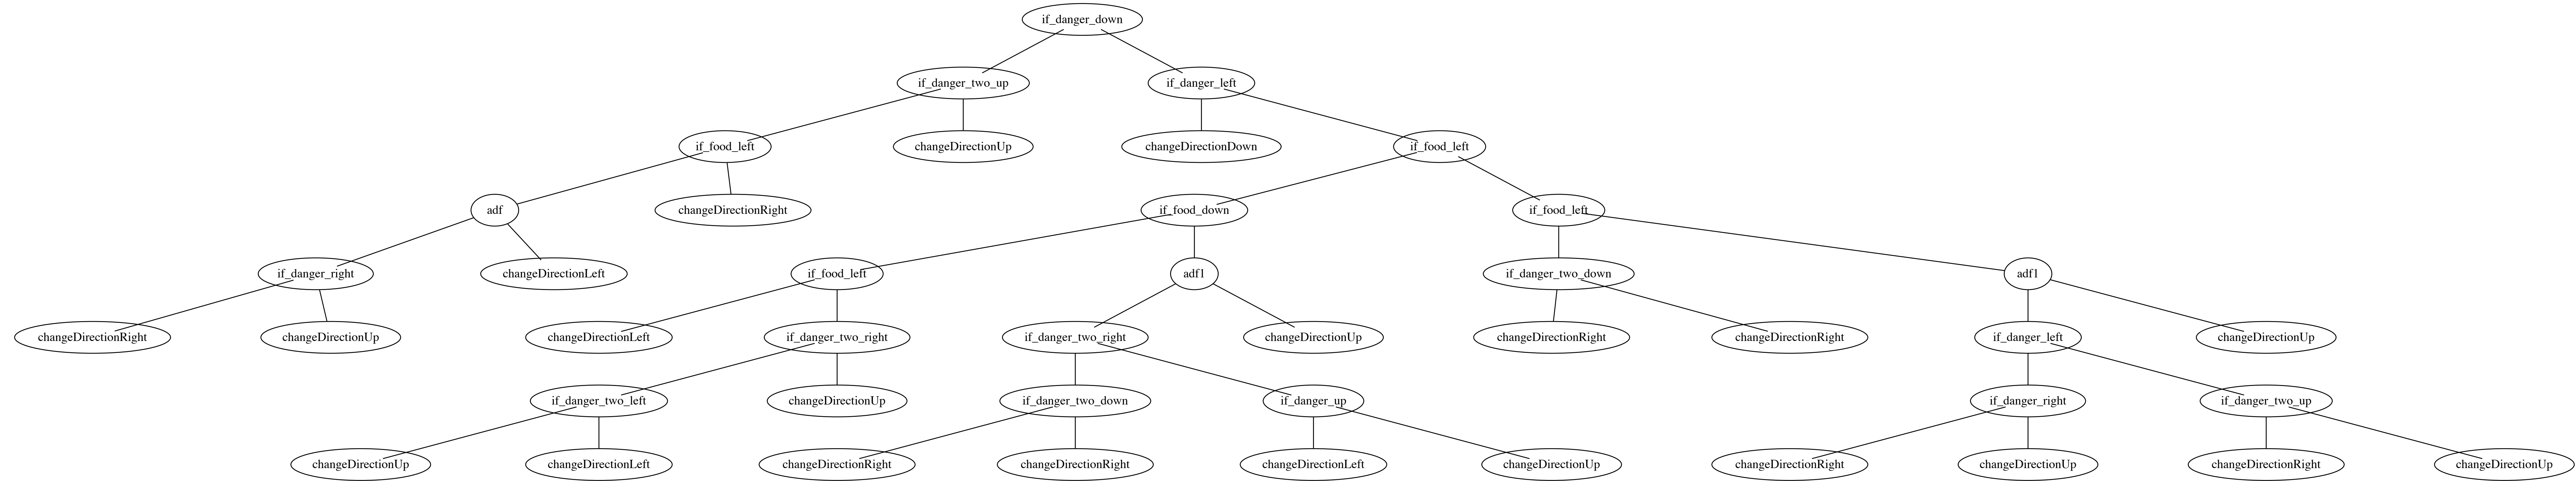 if_danger_down
if_danger_two_up
if_danger_left
if_food_left
changeDirectionUp
changeDirectionDown
if_food_left
adf
changeDirectionRight
if_food_down
if_food_left
if_danger_right
changeDirectionLeft
if_food_left
adf1
if_danger_two_down
adf1
changeDirectionRight
changeDirectionUp
changeDirectionLeft
if_danger_two_right
if_danger_two_right
changeDirectionUp
changeDirectionRight
changeDirectionRight
if_danger_left
changeDirectionUp
if_danger_two_left
changeDirectionUp
if_danger_two_down
if_danger_up
if_danger_right
if_danger_two_up
changeDirectionUp
changeDirectionLeft
changeDirectionRight
changeDirectionRight
changeDirectionLeft
changeDirectionUp
changeDirectionRight
changeDirectionUp
changeDirectionRight
changeDirectionUp